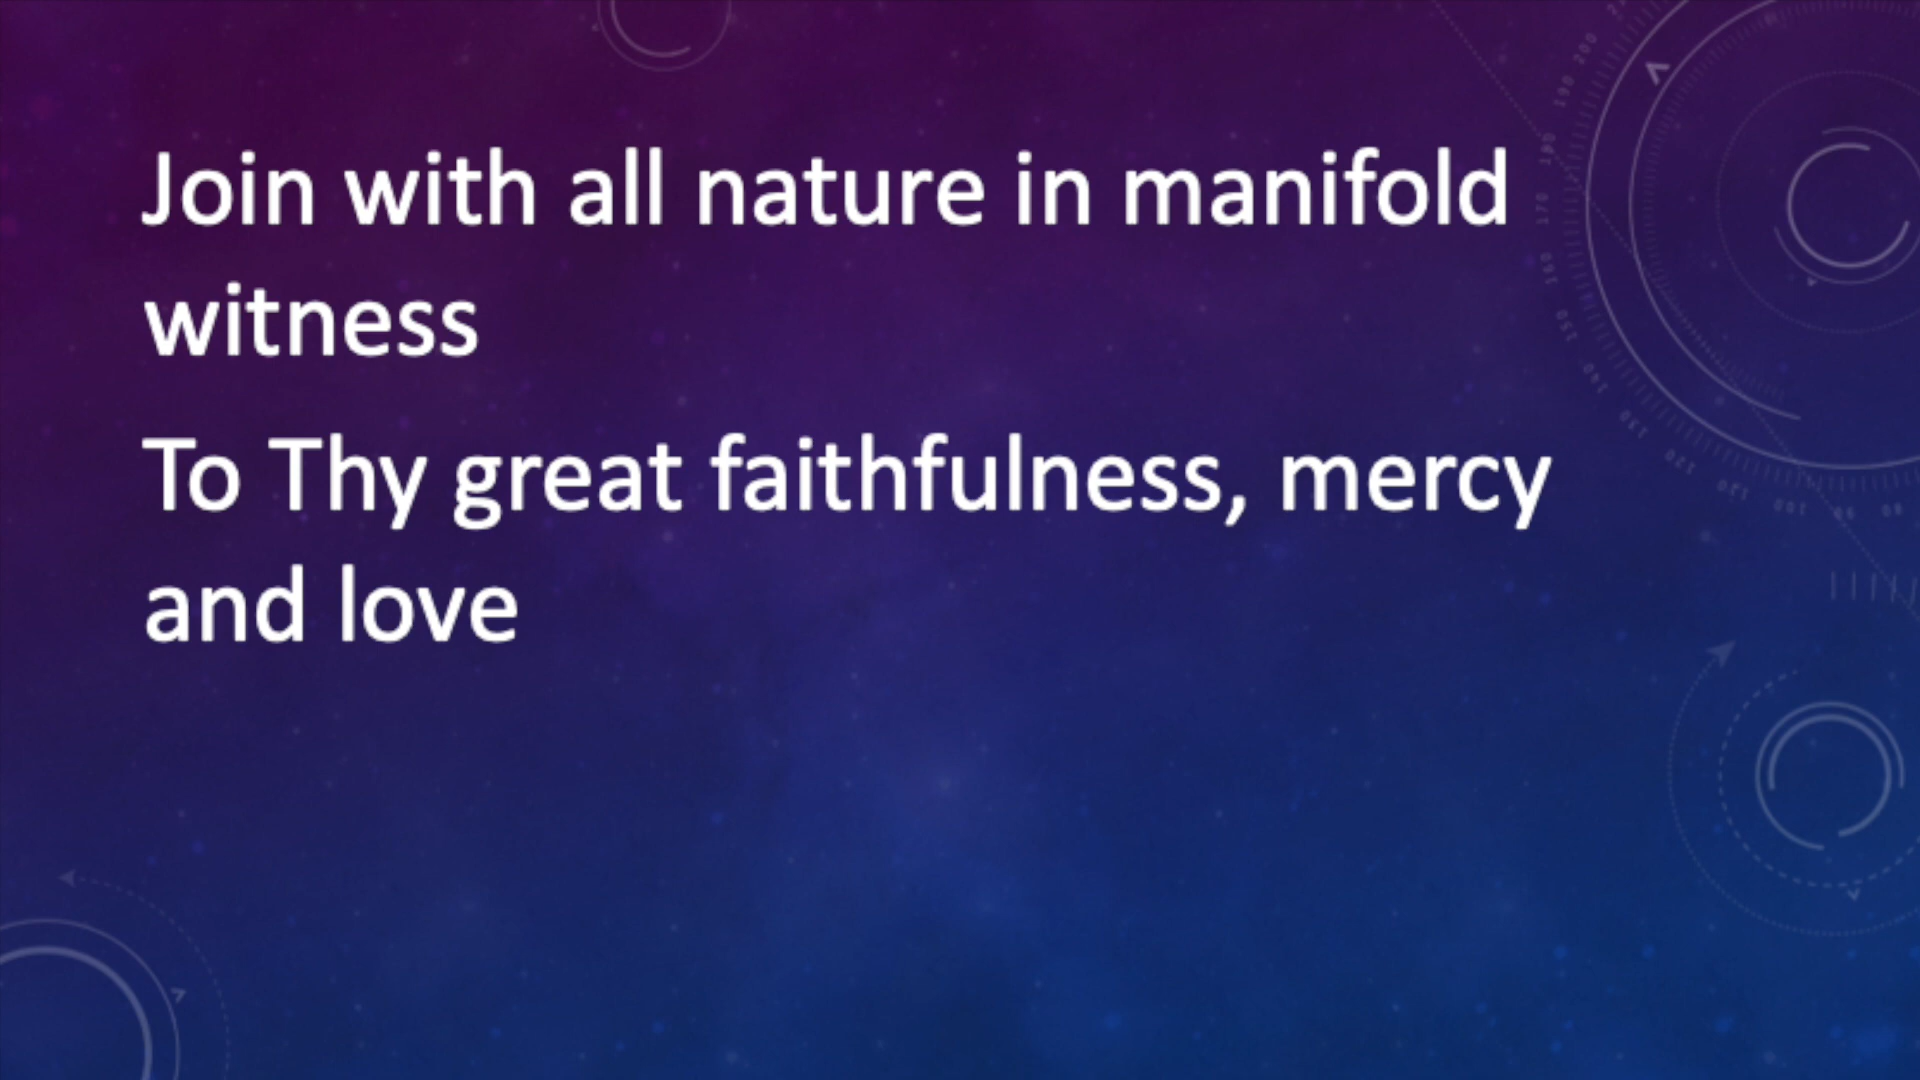 Join with all nature in manifold
witness
To Thy great faithfulness, mercy
and love